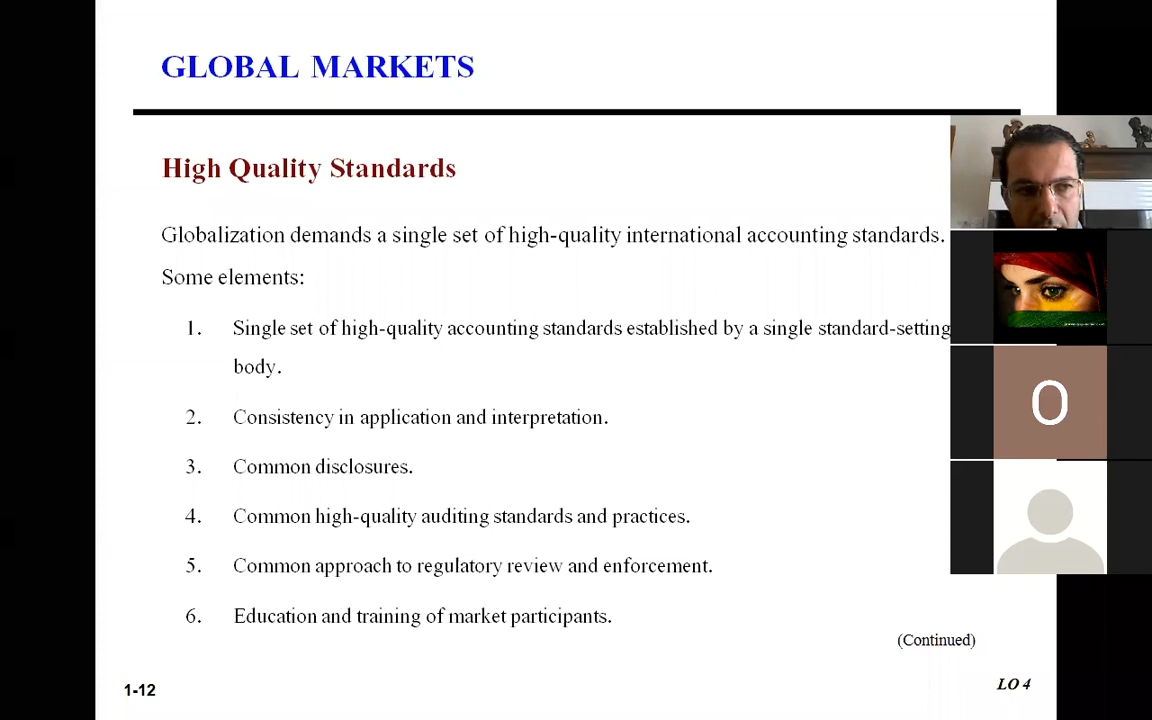 GLOBAL MARKETS
High Quality Standards
Globalization demands a single set of high-quality international accounting standards.
Some elements:
1. Single set of high-quality accounting standards established by a single standard-setting
body.
2. Consistency in application and interpretation.
3. Common disclosures.
O
4. Common high-quality auditing standards and practices.
5. Common approach to regulatory review and enforcement.
6. Education and training of market participants.
(Continued)
1-12
LO 4